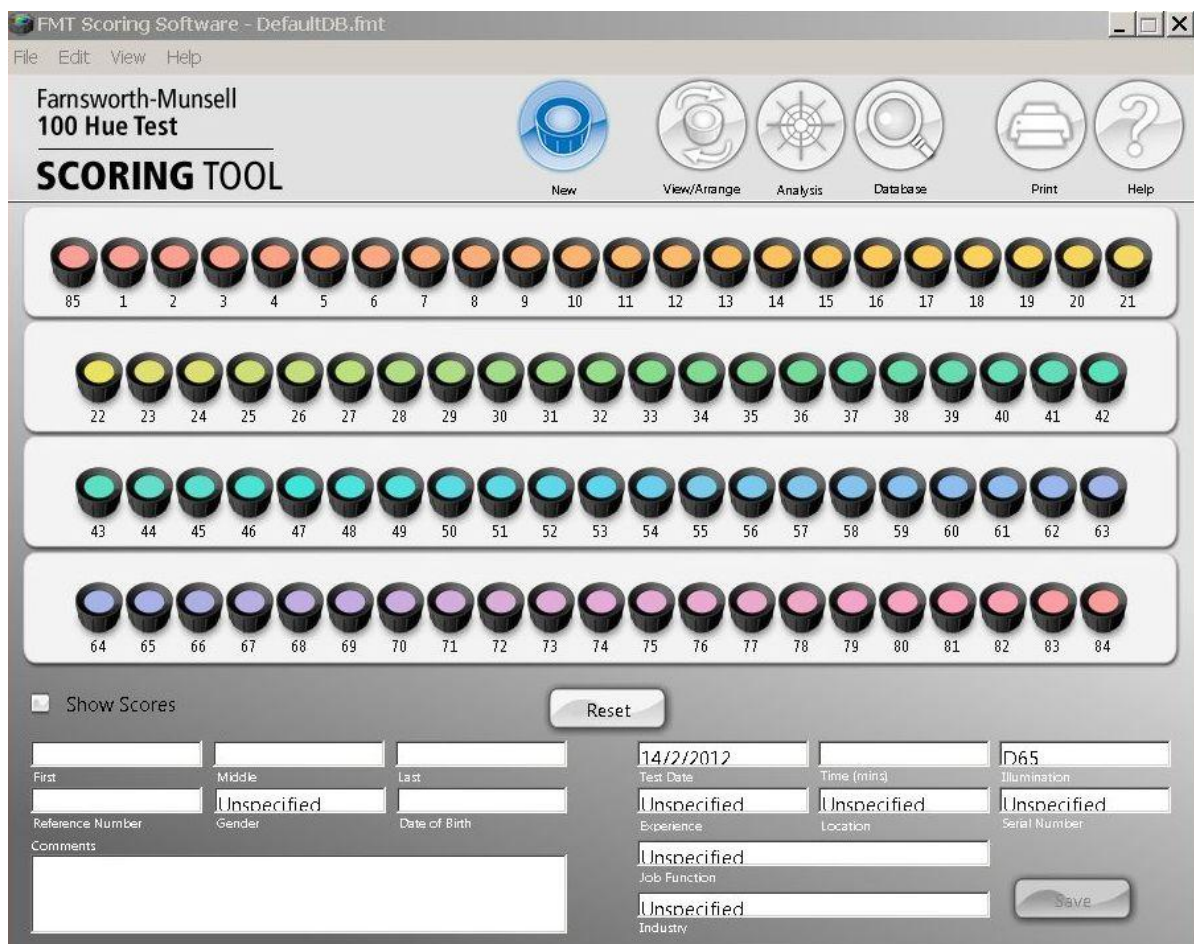 FMT Scoring Software - DefaultDB.fmt
File Edit View Help
Farnsworth-Munsell
100 Hue Test
SCORING TOOL
New View/Arrange Analysis Database Print Help
85 1 2 3 4 5 6 7 8 9 10 11 12 13 14 15 16 17 18 19 20 21
22 23 24 25 26 27 28 29 30 31 32 33 34 35 36 37 38 39 40 41 42
43 44 45 46 47 48 49 50 51 52 53 54 55 56 57 58 59 60 61 62 63
64 65 66 67 68 69 70 71 72 73 74 75 76 77 78 79 80 81 82 83 84
Show Scores
Reset
14/2/2012 D65
First Middle Last Test Date Time (mins) Illumination
Unspecified Unspecified Unspecified Unspecified
Reference Number Gender Date of Birth Experience Location Serial Number
Comments
Unspecified
Job Function
Unspecified
Industry
Save